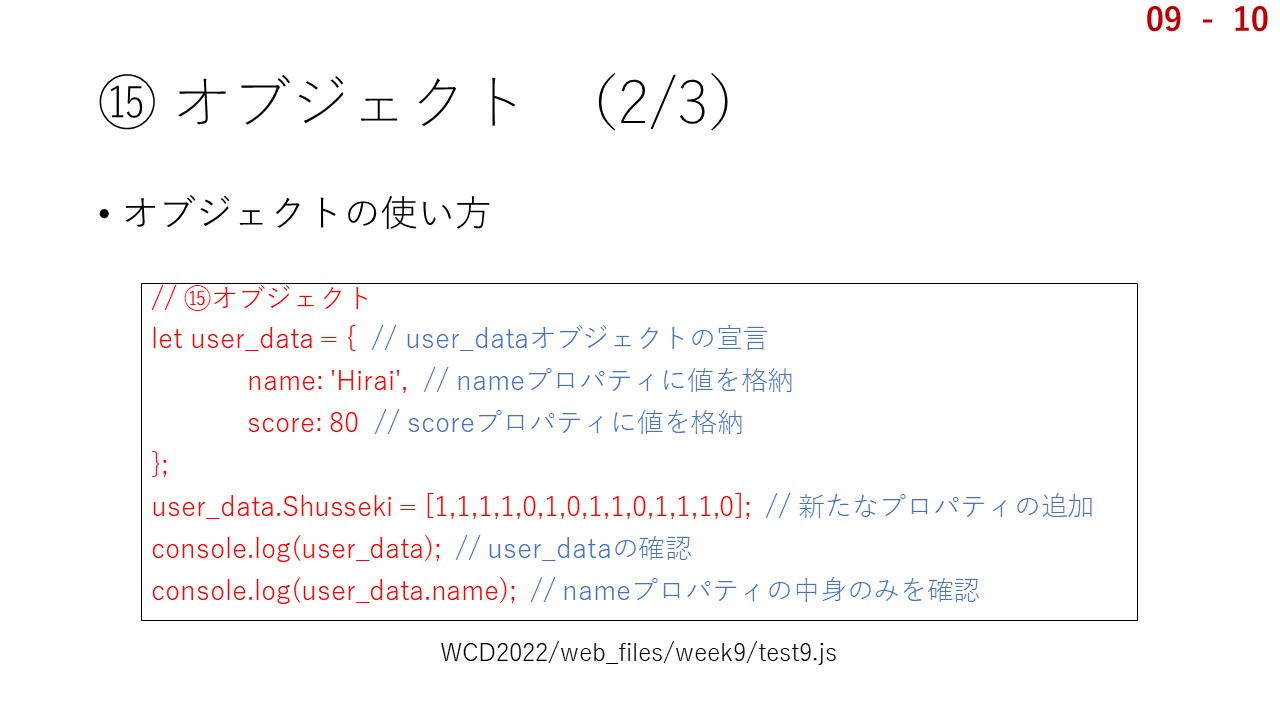 09 - 10
⑮ オブジェクト （2/3）
• オブジェクトの使い方
// ⑮オブジェクト
let user_data = { // user_dataオブジェクトの宣言
name: 'Hirai', // nameプロパティに値を格納
score: 80 // scoreプロパティに値を格納
};
user_data.Shusseki = [1,1,1,1,0,1,0,1,1,0,1,1,1,0]; // 新たなプロパティの追加
console.log(user_data); // user_dataの確認
console.log(user_data.name); // nameプロパティの中身のみを確認
WCD2022/web_files/week9/test9.js